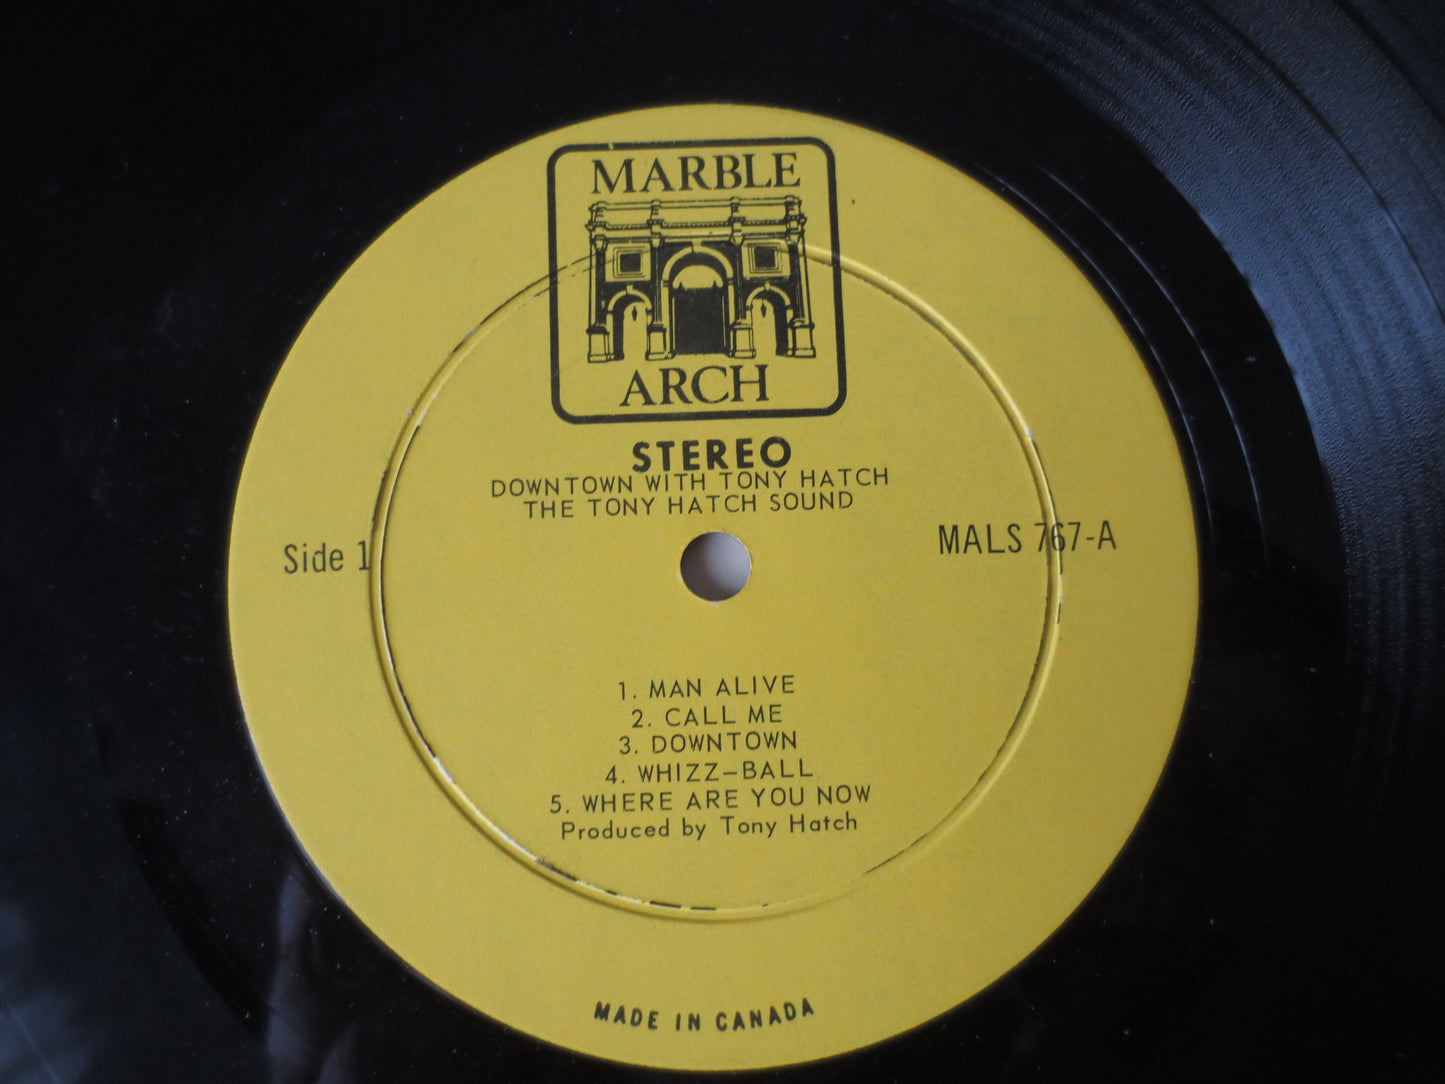 MARBLE
ARCH
STEREO
DOWNTOWN WITH TONY HATCH
THE TONY HATCH SOUND
Side 1
MALS 767-A
1. MAN ALIVE
2. CALL ME
3. DOWNTOWN
4. WHIZZ-BALL
5. WHERE ARE YOU NOW
Produced by Tony Hatch
MADE IN CANADA